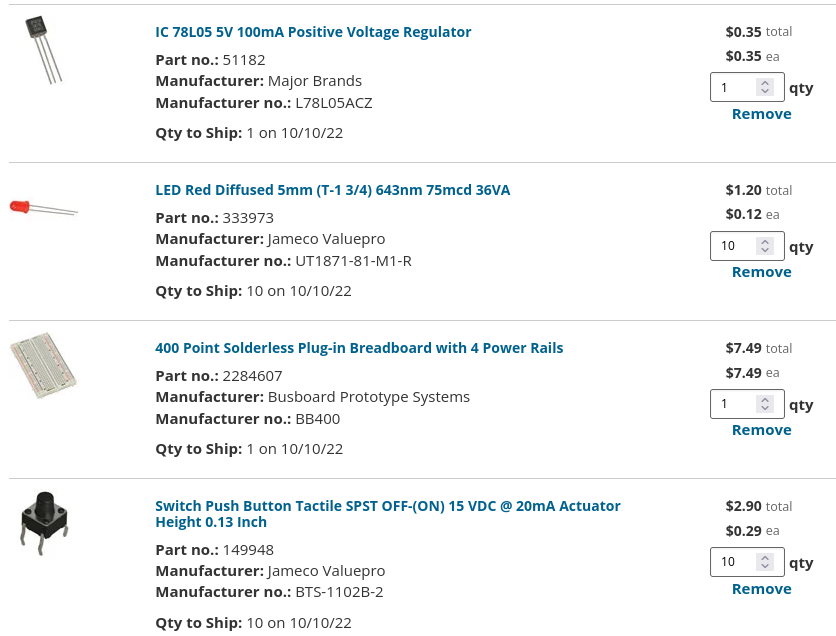 IC 78L05 5V 100mA Positive Voltage Regulator
$0.35 total
Part no.: 51182
$0.35 ea
Manufacturer: Major Brands
1 qty
Manufacturer no.: L78L05ACZ
Remove
Qty to Ship: 1 on 10/10/22
LED Red Diffused 5mm (T-1 3/4) 643nm 75mcd 36VA
$1.20 total
Part no.: 333973
$0.12 ea
Manufacturer: Jameco Valuepro
10 qty
Manufacturer no.: UT1871-81-M1-R
Remove
Qty to Ship: 10 on 10/10/22
400 Point Solderless Plug-in Breadboard with 4 Power Rails
$7.49 total
Part no.: 2284607
$7.49 ea
Manufacturer: Busboard Prototype Systems
1 qty
Manufacturer no.: BB400
Remove
Qty to Ship: 1 on 10/10/22
Switch Push Button Tactile SPST OFF-(ON) 15 VDC @ 20mA Actuator
Height 0.13 Inch
$2.90 total
$0.29 ea
Part no.: 149948
10 qty
Manufacturer: Jameco Valuepro
Manufacturer no.: BTS-1102B-2
Remove
Qty to Ship: 10 on 10/10/22